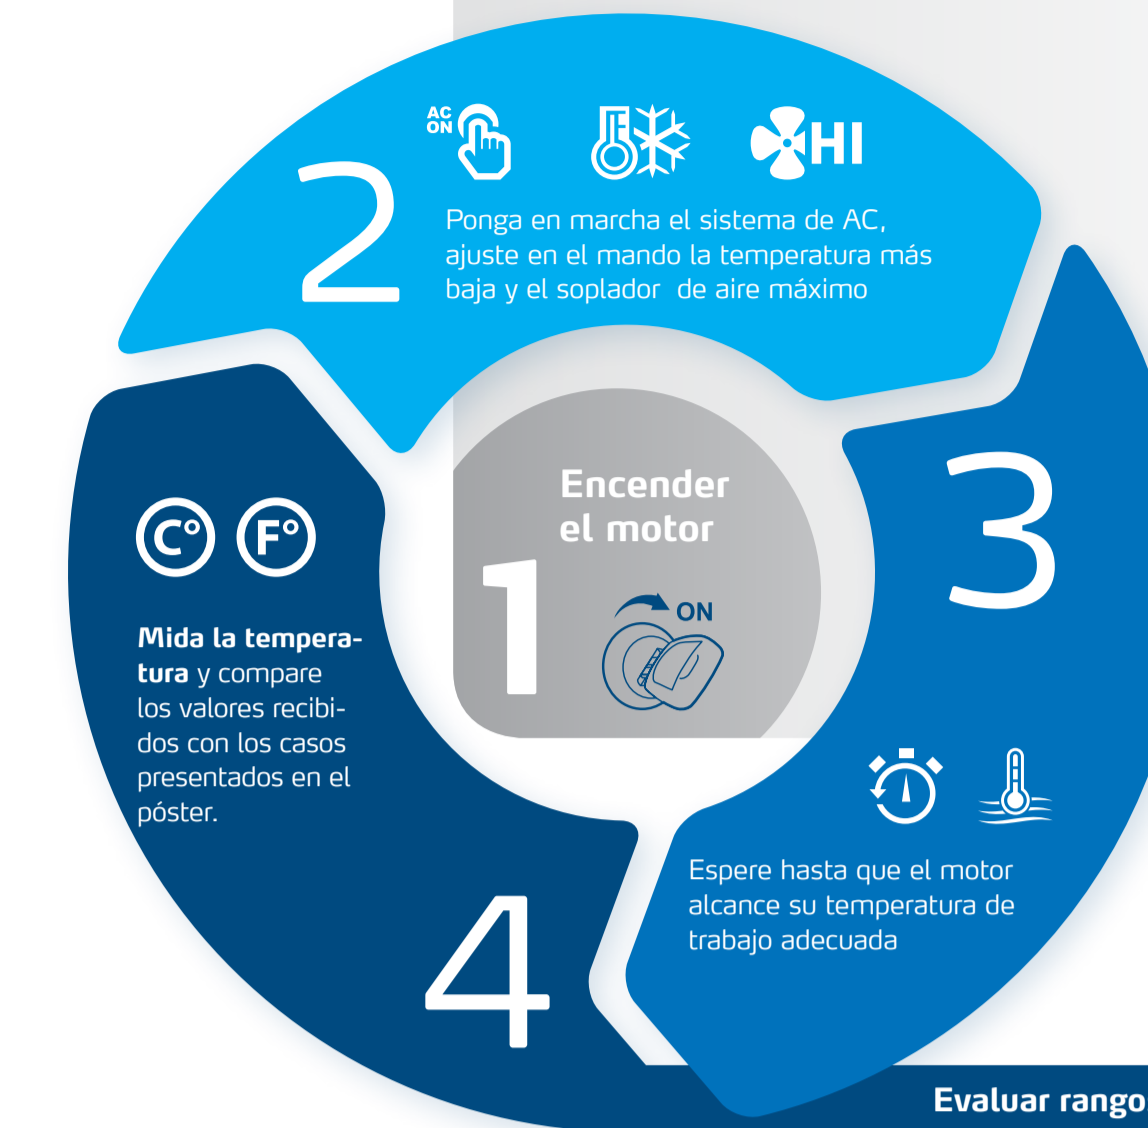 1
Encender
el motor
ON
2
AC
ON
HI
Ponga en marcha el sistema de AC,
ajuste en el mando la temperatura más
baja y el soplador de aire máximo
3
Espere hasta que el motor
alcance su temperatura de
trabajo adecuada
4
C° F°
Mida la tempera-
tura y compare
los valores recibi-
dos con los casos
presentados en el
póster.
Evaluar rango